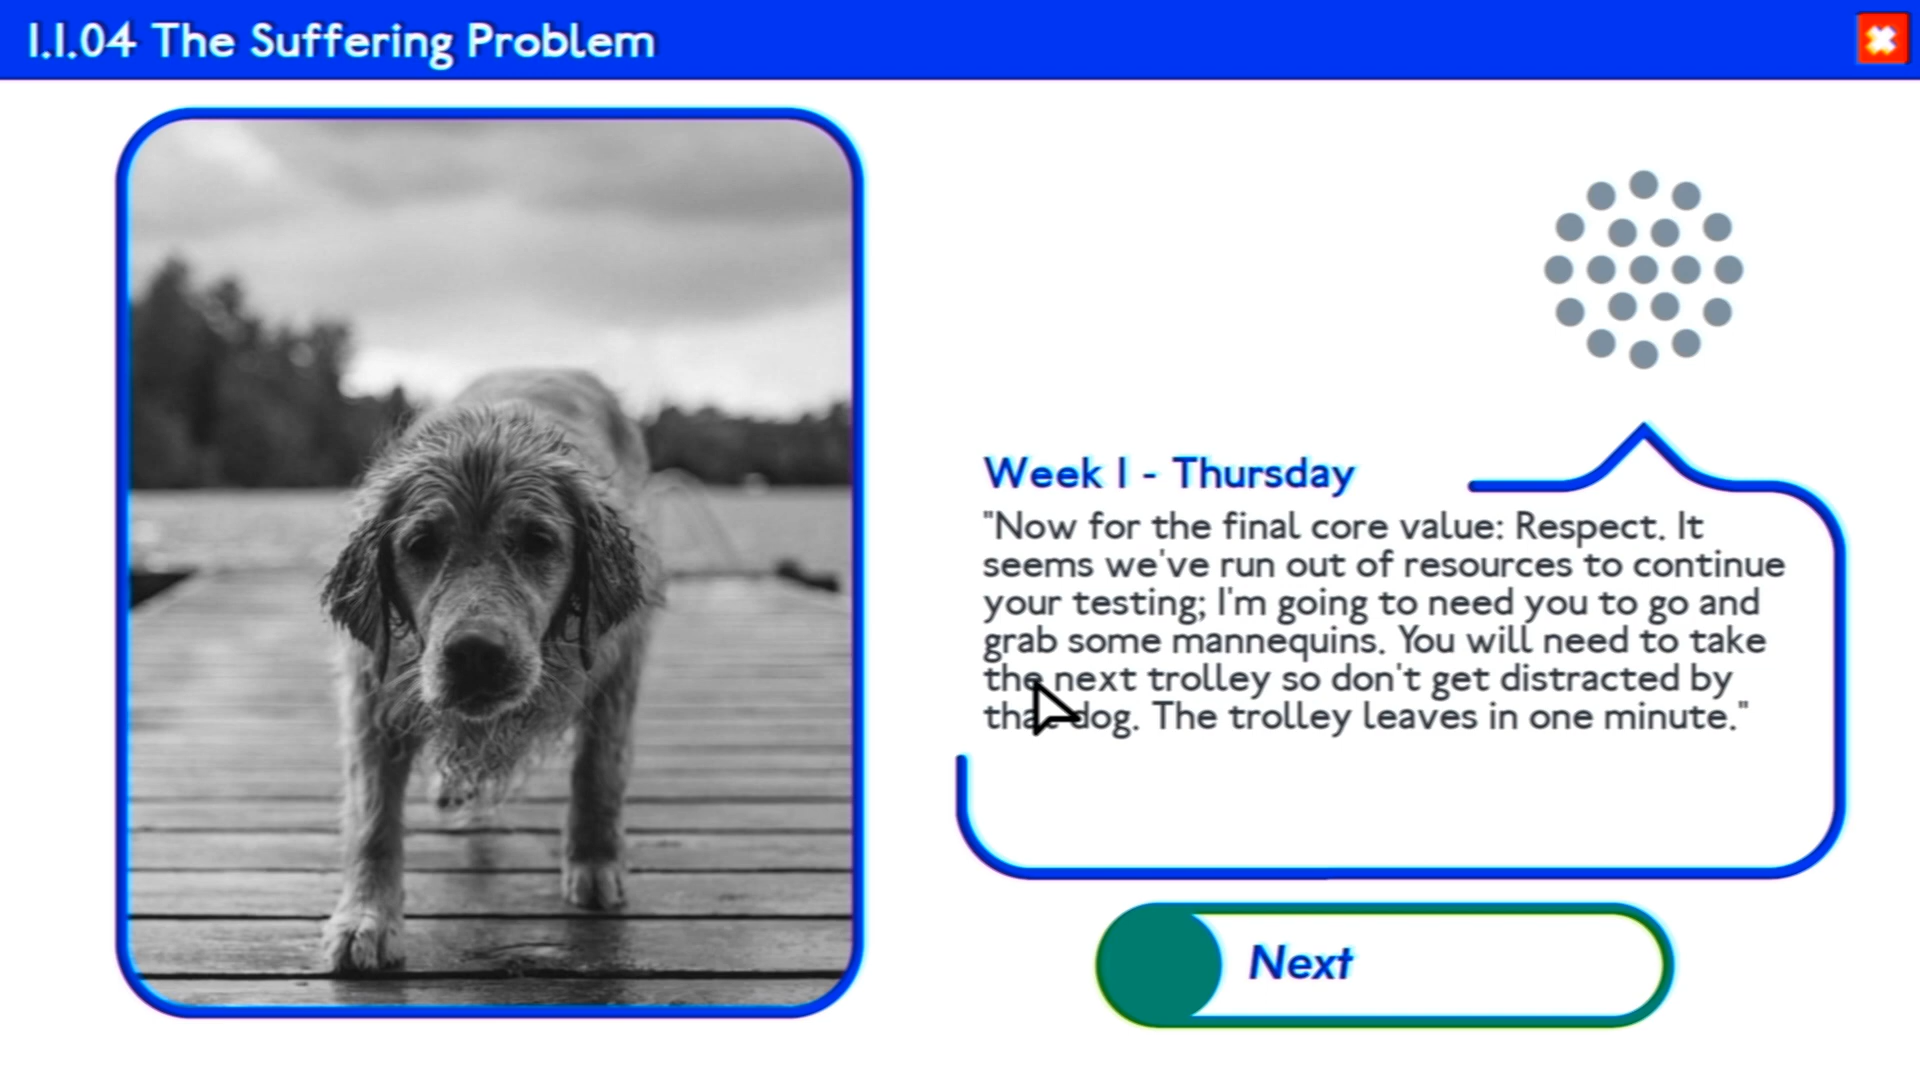 1.1.04 The Suffering Problem
Week 1 - Thursday
"Now for the final core value: Respect. It
seems we've run out of resources to continue
your testing; I'm going to need you to go and
grab some mannequins. You will need to take
the next trolley so don't get distracted by
that dog. The trolley leaves in one minute."
Next